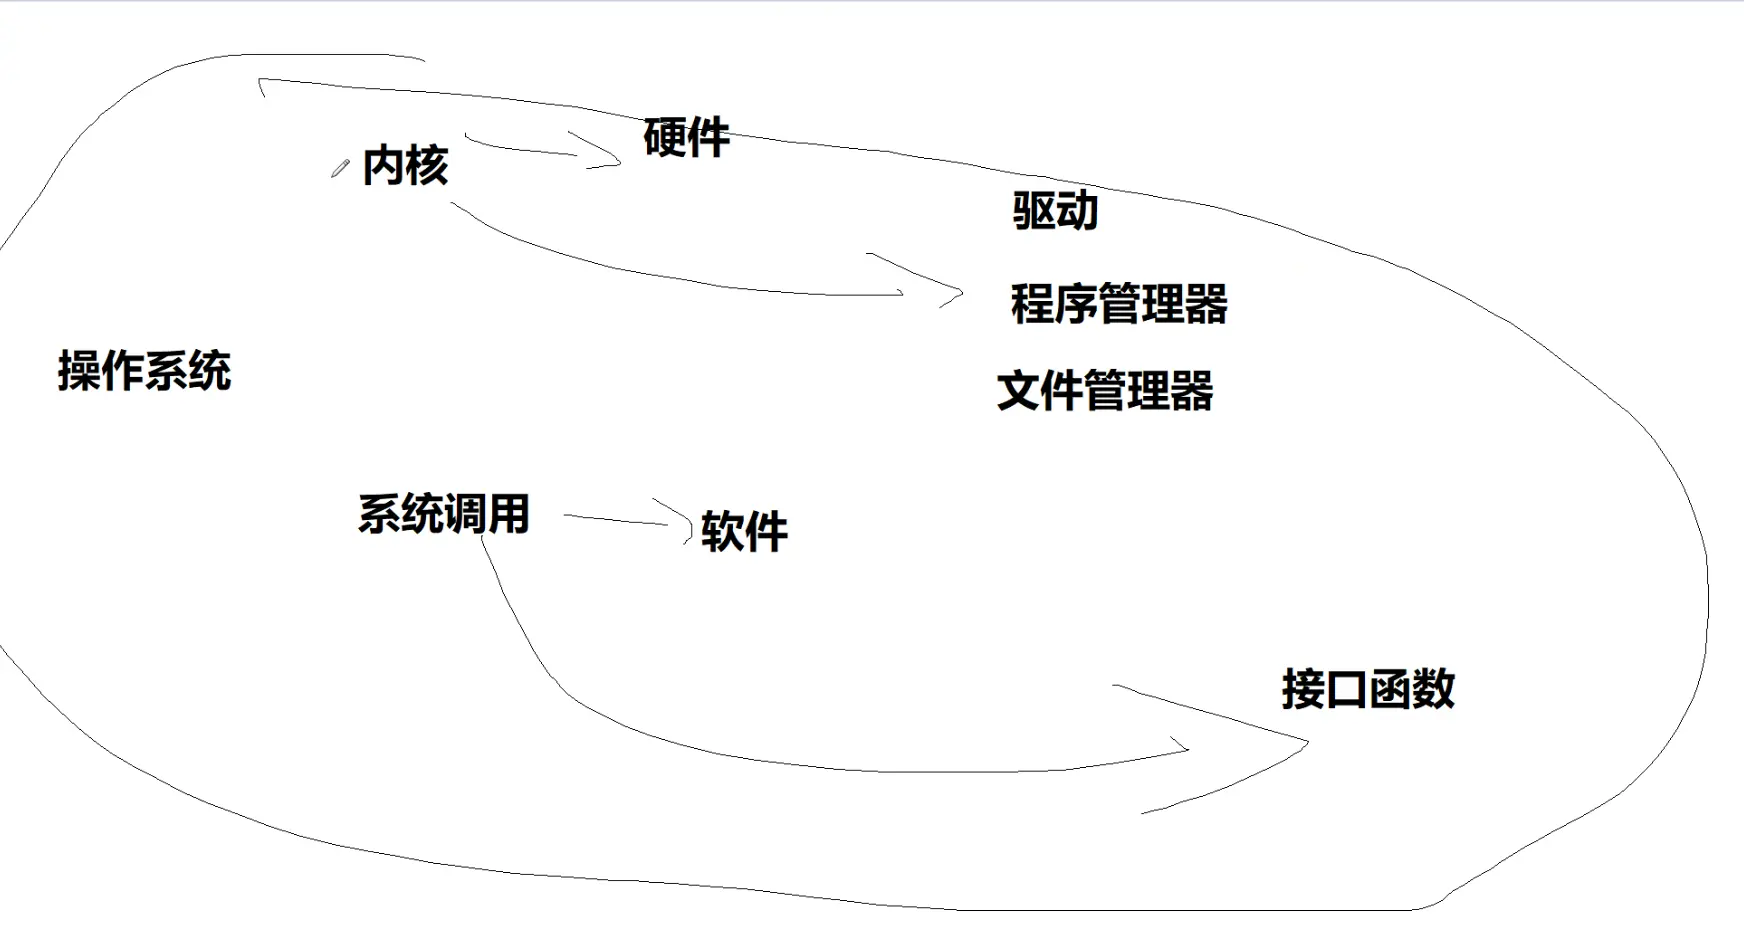 硬件
内核
驱动
程序管理器
操作系统
文件管理器
系统调用
软件
接口函数